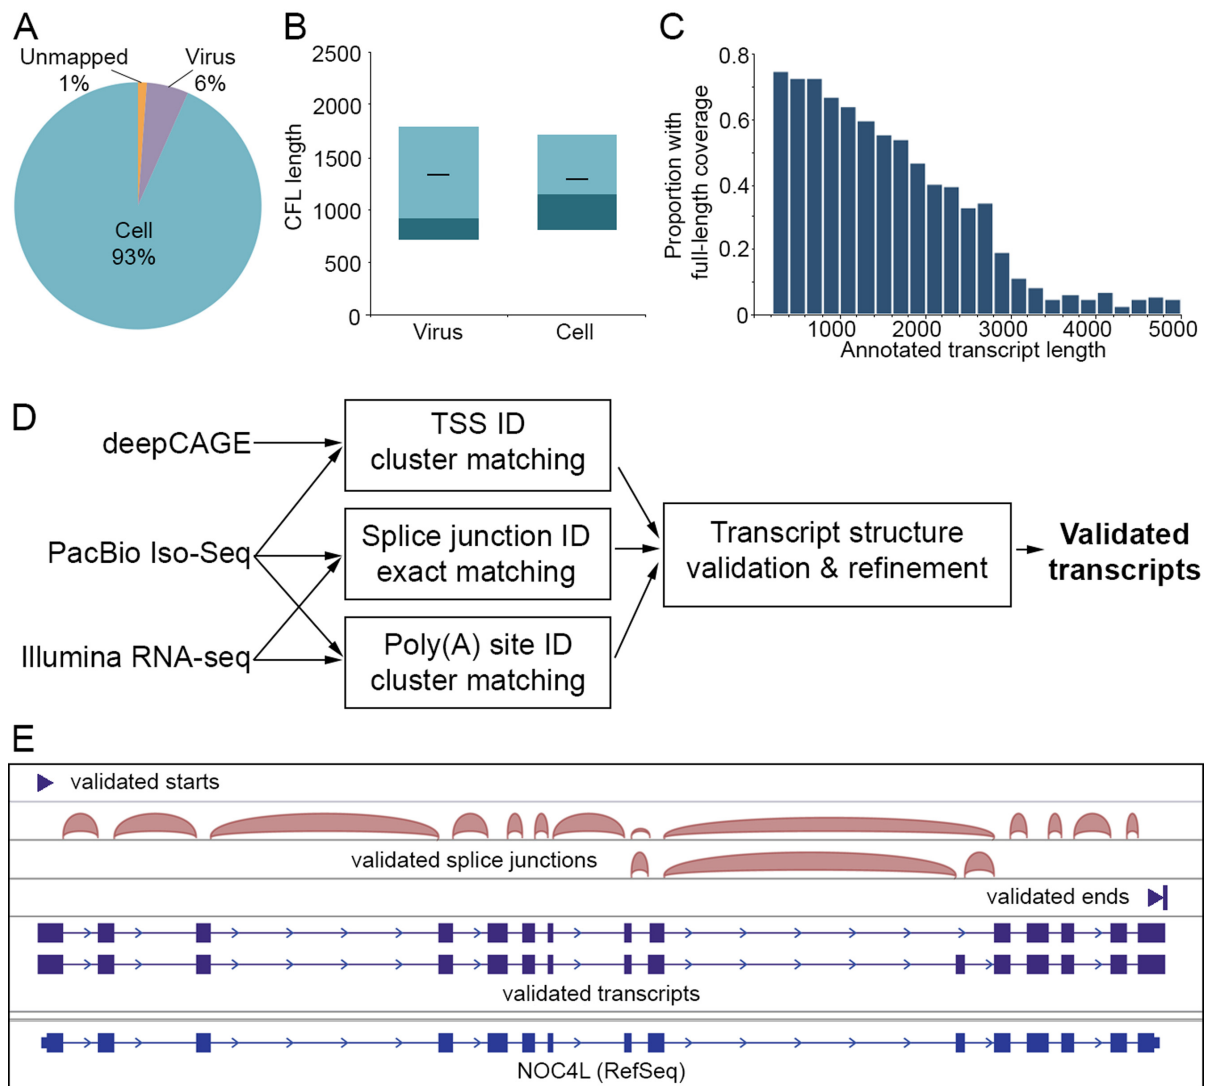 A
Unmapped
1%
Virus
6%
Cell
93%
B
CFL length
2500
2000
1500
1000
500
0
Virus
Cell
C
Proportion with
full-length coverage
0.8
0.6
0.4
0.2
0
1000
2000
3000
4000
5000
Annotated transcript length
D
deepCAGE
PacBio Iso-Seq
Illumina RNA-seq
TSS ID
cluster matching
Splice junction ID
exact matching
Poly(A) site ID
cluster matching
Transcript structure
validation & refinement
Validated
transcripts
E
validated starts
validated splice junctions
validated ends
validated transcripts
NOC4L (RefSeq)